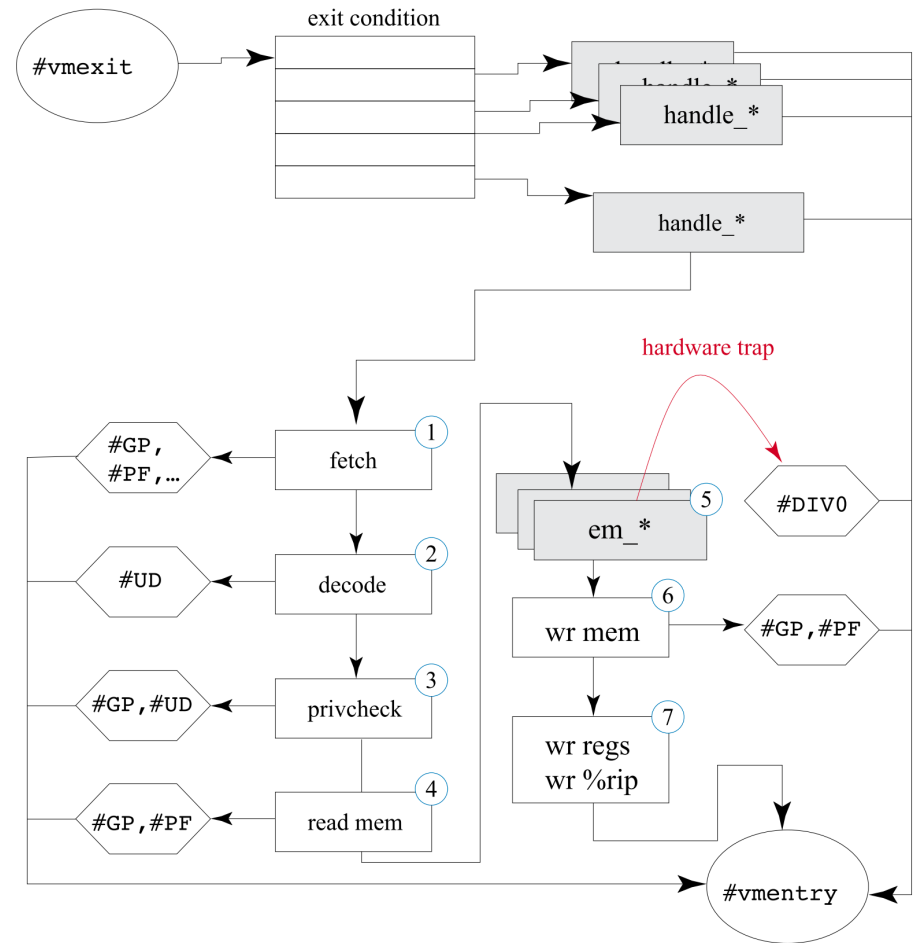 exit condition
#vmexit
handle_*
handle_*
handle_*
hardware trap
1
fetch
#GP,
#PF,…
2
decode
#UD
3
privcheck
#GP,#UD
4
read mem
#GP,#PF
5
em_*
#DIV0
6
wr mem
#GP,#PF
7
wr regs
wr %rip
#vmentry